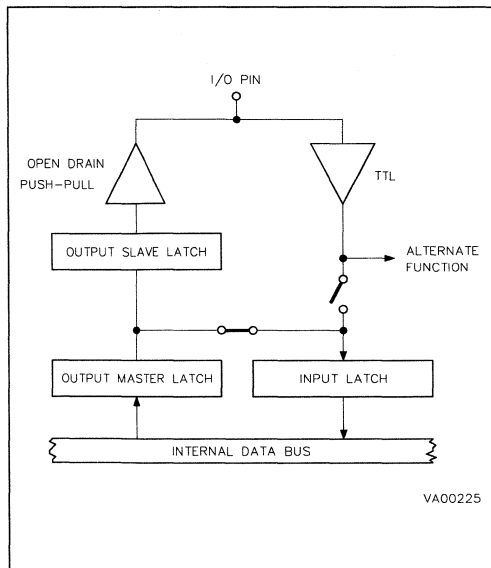 I/O PIN
OPEN DRAIN
PUSH-PULL
TTL
OUTPUT SLAVE LATCH
ALTERNATE
FUNCTION
OUTPUT MASTER LATCH
INPUT LATCH
INTERNAL DATA BUS
VA00225